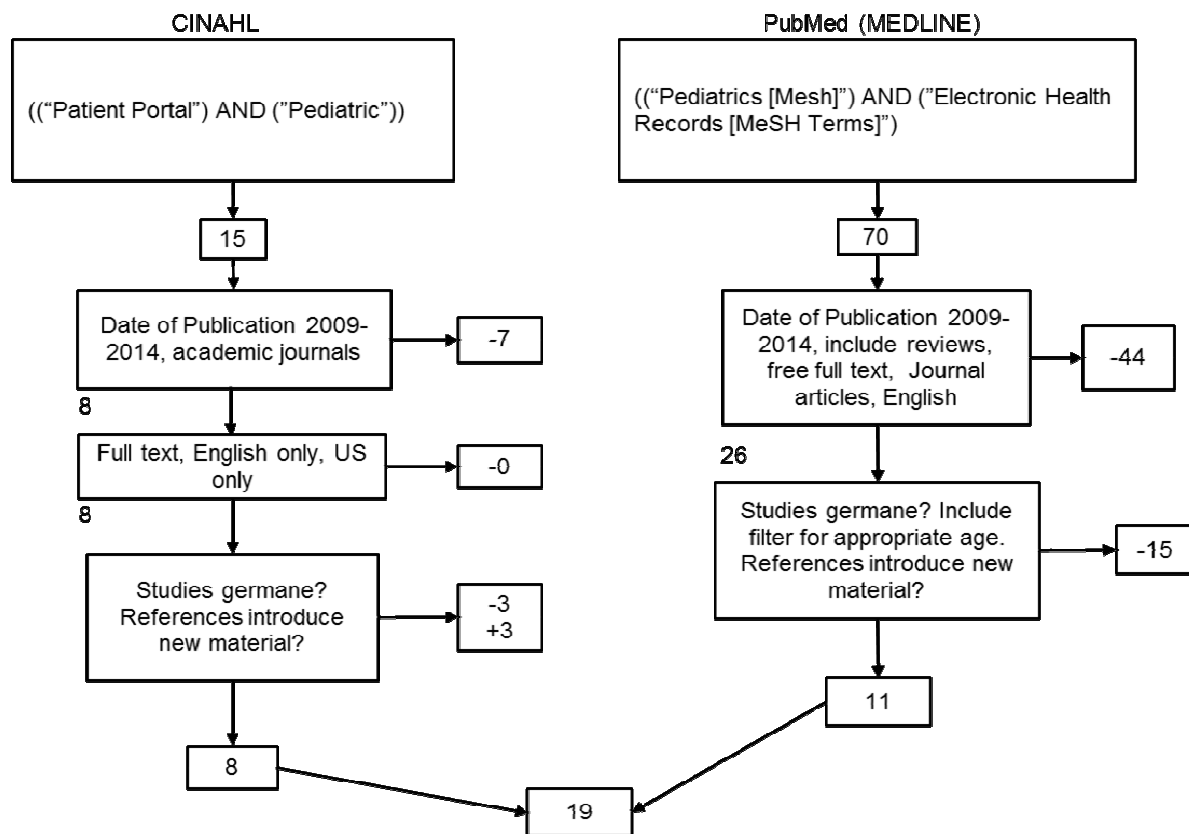 CINAHL
((“Patient Portal”) AND (”Pediatric”))
15
Date of Publication 2009-
2014, academic journals
-7
8
Full text, English only, US
only
-0
8
Studies germane?
References introduce
new material?
-3
+3
8
PubMed (MEDLINE)
((“Pediatrics [Mesh]”) AND (”Electronic Health
Records [MeSH Terms]”)
70
Date of Publication 2009-
2014, include reviews,
free full text, Journal
articles, English
-44
26
Studies germane? Include
filter for appropriate age.
References introduce new
material?
-15
11
19